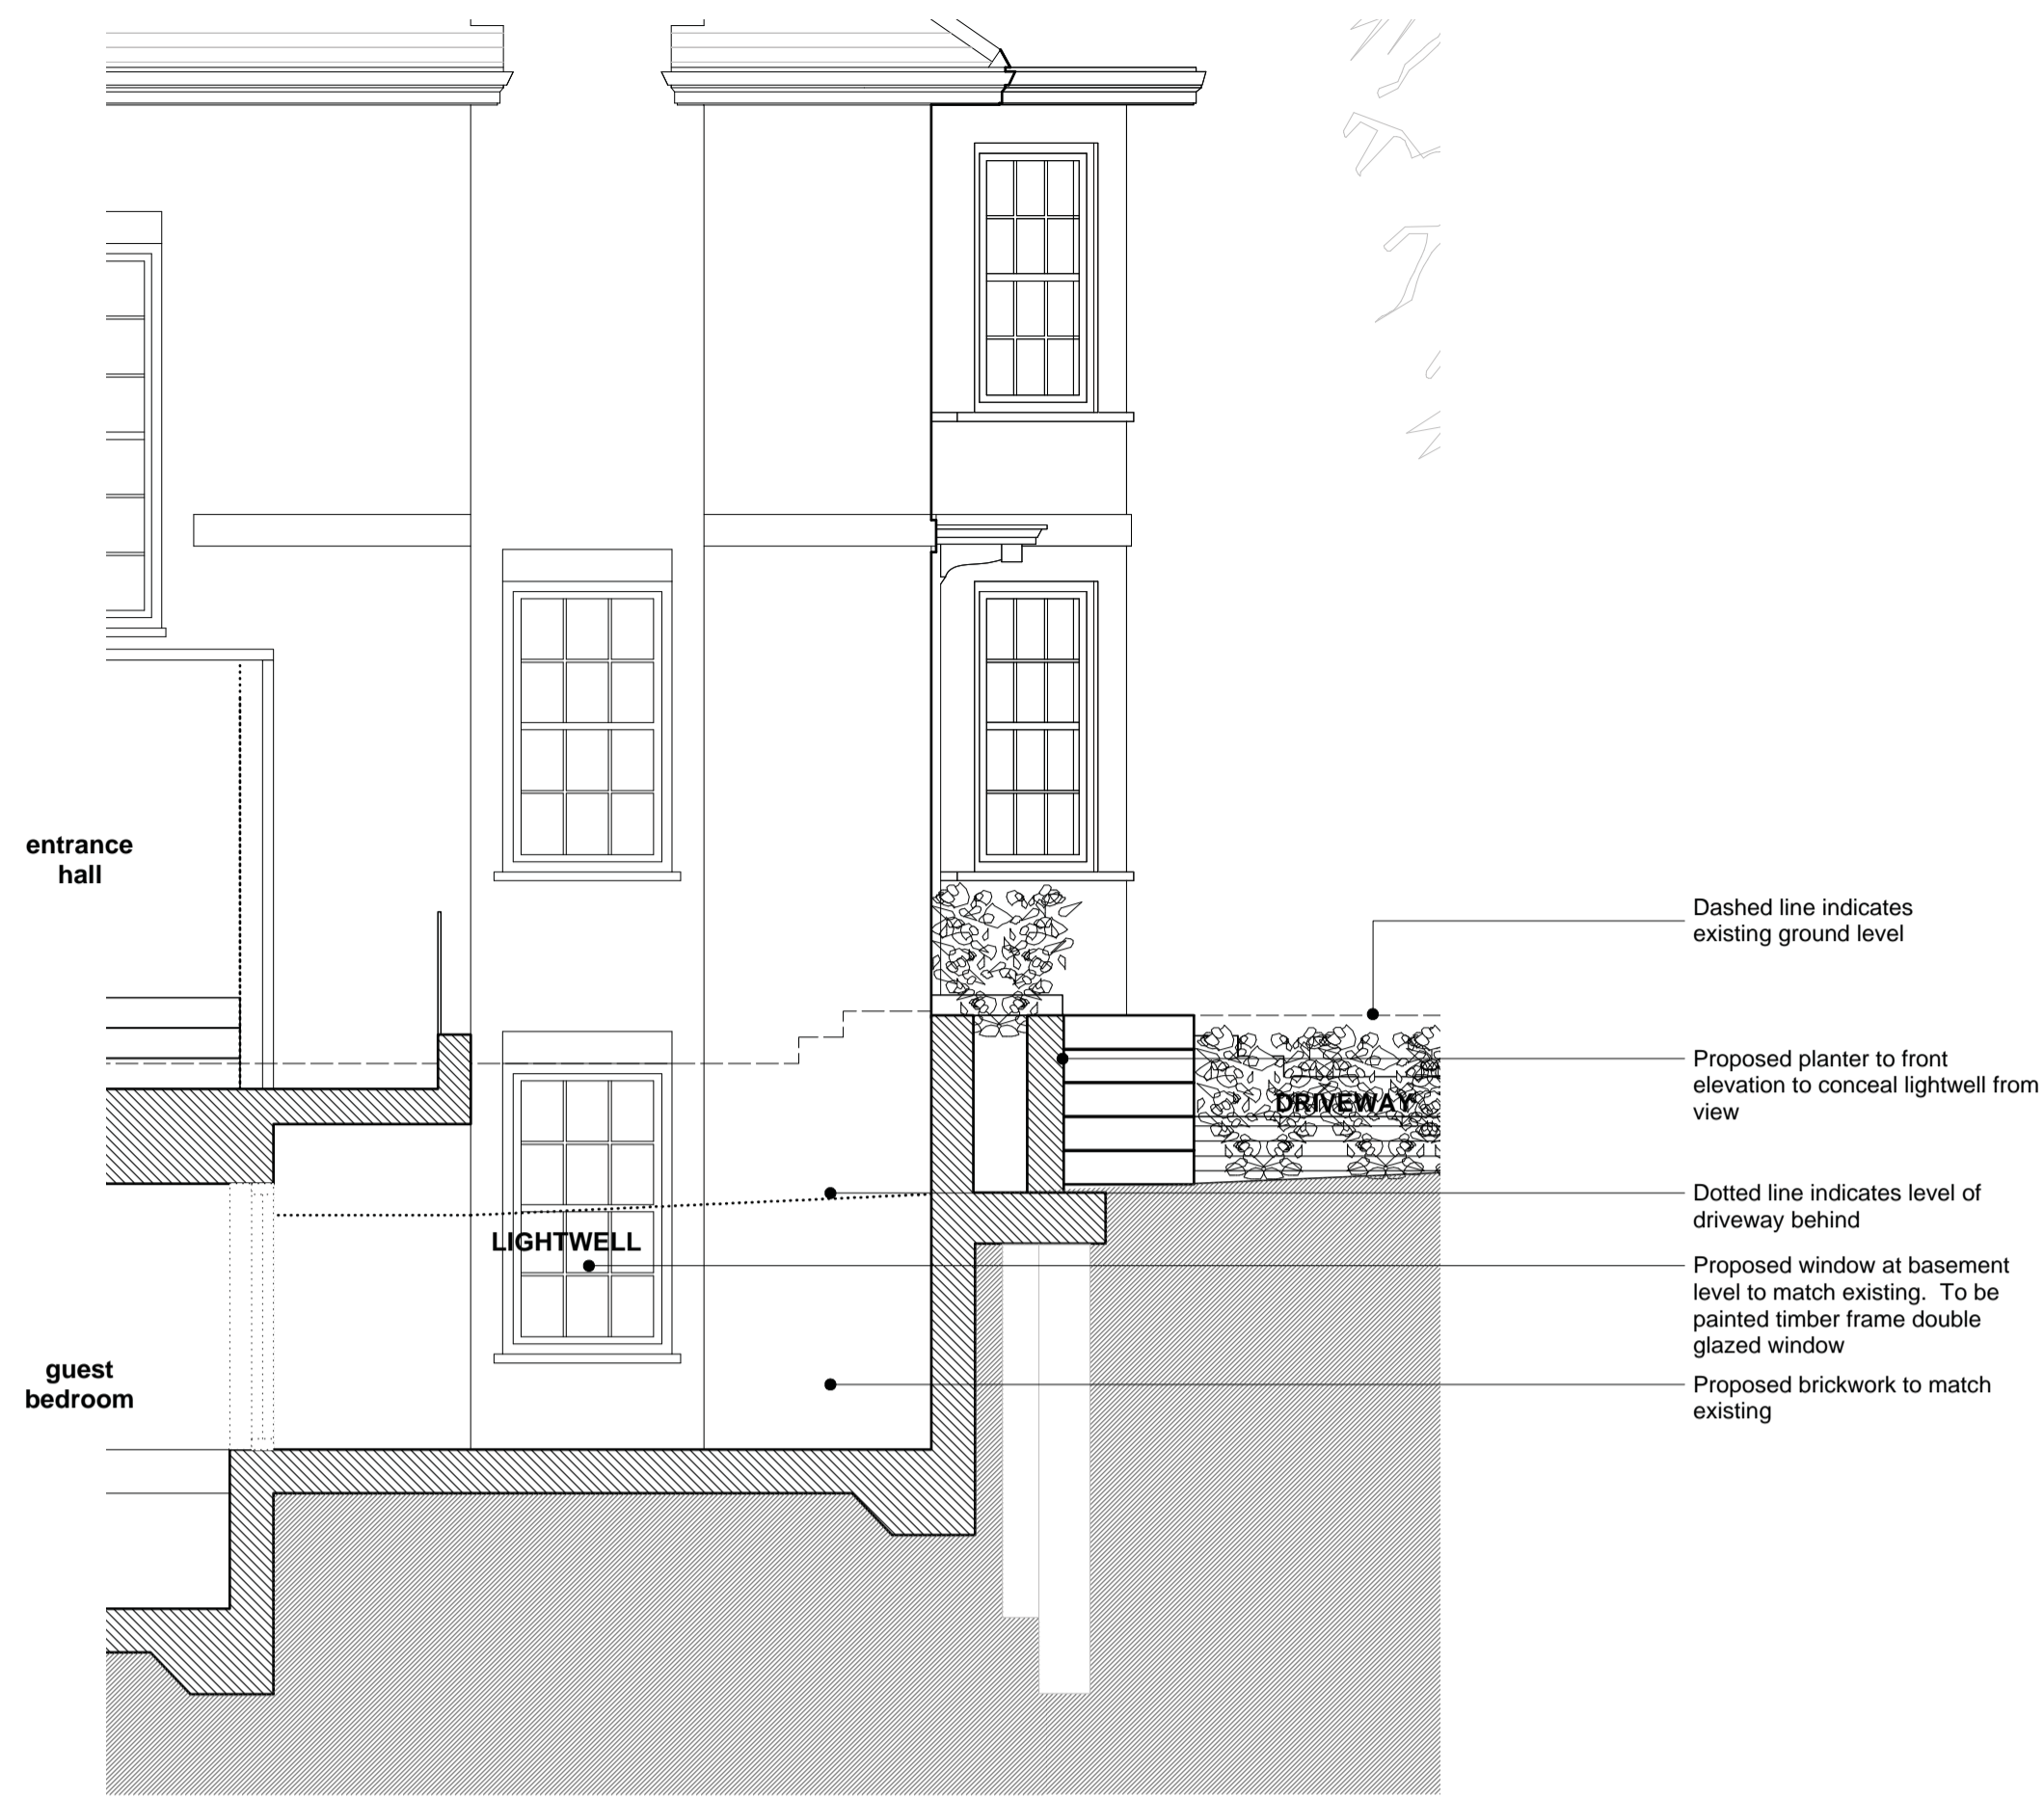 entrance
hall
Dashed line indicates
existing ground level
Proposed planter to front
elevation to conceal lightwell from
view
DRIVEWAY
Dotted line indicates level of
driveway behind
LIGHTWELL
Proposed window at basement
level to match existing. To be
painted timber frame double
glazed window
guest
bedroom
Proposed brickwork to match
existing